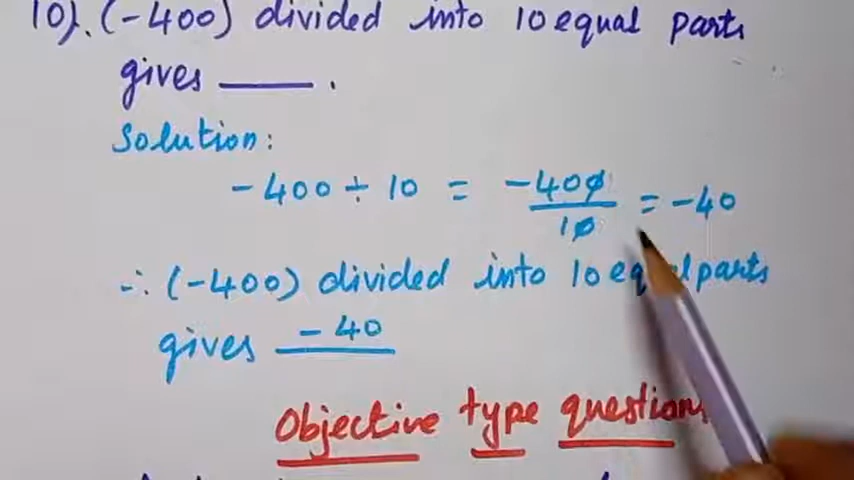 10). (-400) divided into 10 equal parts
gives ____ .
Solution:
-400 ÷ 10 = -400/10 = -40
∴ (-400) divided into 10 equal parts
gives -40
Objective type questions